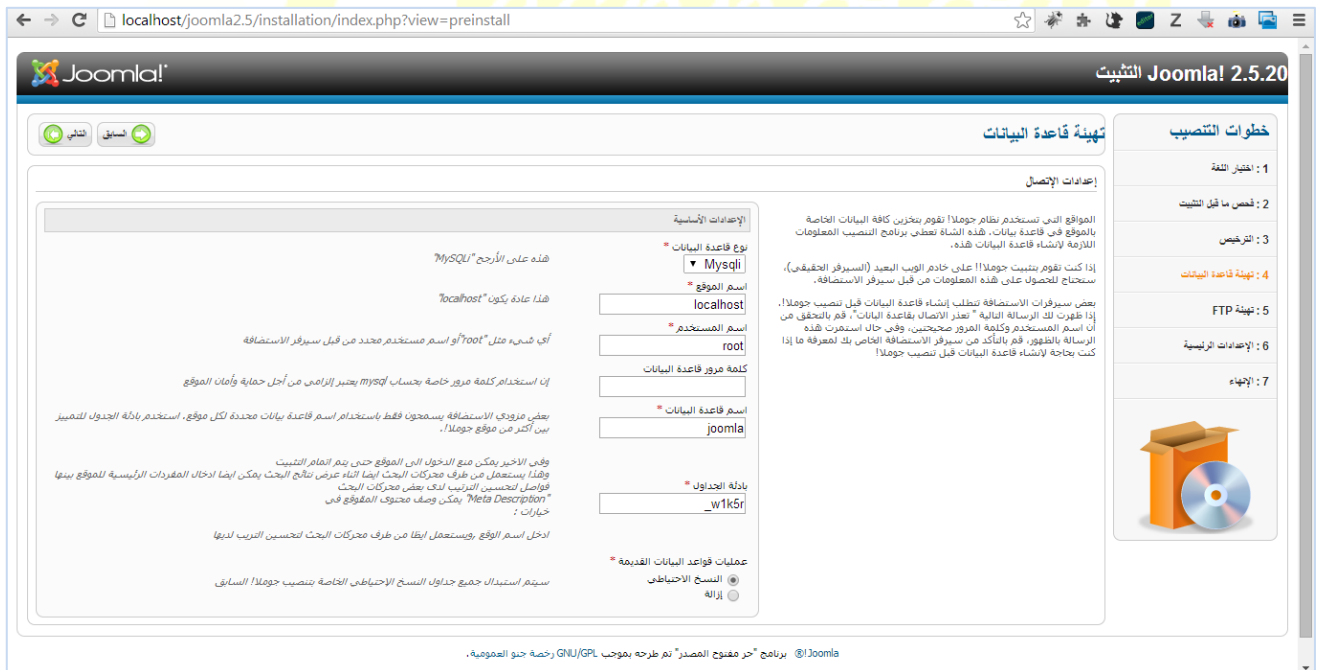 localhost/joomla2.5/installation/index.php?view=preinstall
Joomla!
Joomla! 2.5.20 التثبيت
خطوات التنصيب
1 : اختيار اللغة
2 : فحص ما قبل التثبيت
3 : الترخيص
4 : تهيئة قاعدة البيانات
5 : تهيئة FTP
6 : الإعدادات الرئيسية
7 : الإنهاء
تهيئة قاعدة البيانات
السابق
التالي
إعدادات الإتصال
المواقع التي تستخدم نظام جوملا! تقوم بتخزين كافة البيانات الخاصة
بالموقع في قاعدة بيانات. هذه الشاة تعطي برنامج التنصيب المعلومات
اللازمة لإنشاء قاعدة البيانات هذه.
إذا كنت تقوم بتثبيت جوملا!! على خادم الويب البعيد (السيرفر الحقيقي)،
ستحتاج للحصول على هذه المعلومات من قبل سيرفر الاستضافة.
بعض سيرفرات الاستضافة تتطلب إنشاء قاعدة البيانات قبل تنصيب جوملا!.
إذا ظهرت لك الرسالة التالية " تعذر الاتصال بقاعدة البانات"، قم بالتحقق من
أن اسم المستخدم وكلمة المرور صحيحتين، وفي حال استمرت هذه
الرسالة بالظهور، قم بالتأكد من سيرفر الاستضافة الخاص بك لمعرفة ما إذا
كنت بحاجة لإنشاء قاعدة البيانات قبل تنصيب جوملا!
الإعدادات الأساسية
نوع قاعدة البيانات *
Mysqli
هذه على الأرجح "MySQLi"
اسم الموقع *
localhost
هذا عادة يكون "localhost"
اسم المستخدم *
root
أي شيء مثل "root"أو اسم مستخدم محدد من قبل سيرفر الاستضافة
كلمة مرور قاعدة البيانات
إن استخدام كلمة مرور خاصة بحساب mysql يعتبر إلزامي من أجل حماية وأمان الموقع
اسم قاعدة البيانات *
joomla
بعض مزودي الاستضافة يسمحون فقط باستخدام اسم قاعدة بيانات محددة لكل موقع. استخدم بادئة الجدول للتمييز
بين أكثر من موقع جوملا!.
بادئة الجداول *
_w1k5r
وفي الاخير يمكن منع الدخول الى الموقع حتى يتم اتمام التثبيت
وهذا يستعمل من طرف محركات البحث ايضا اثناء عرض نتائج البحث يمكن ايضا ادخال المفردات الرئيسية للموقع بينها
فواصل لتحسين الترتيب لدى بعض محركات البحث
"Meta Description" يمكن وصف محتوى المقوقع في
خيارات :
ادخل اسم الوقع ,ويستعمل ايظا من طرف محركات البحث لتحسين التريب لديها
عمليات قواعد البيانات القديمة *
النسخ الاحتياطي
إزالة
سيتم استبدال جميع جداول النسخ الإحتياطي الخاصة بتنصيب جوملا! السابق
Joomla!® برنامج "حر مفتوح المصدر" تم طرحه بموجب GNU/GPL رخصة جنو العمومية.